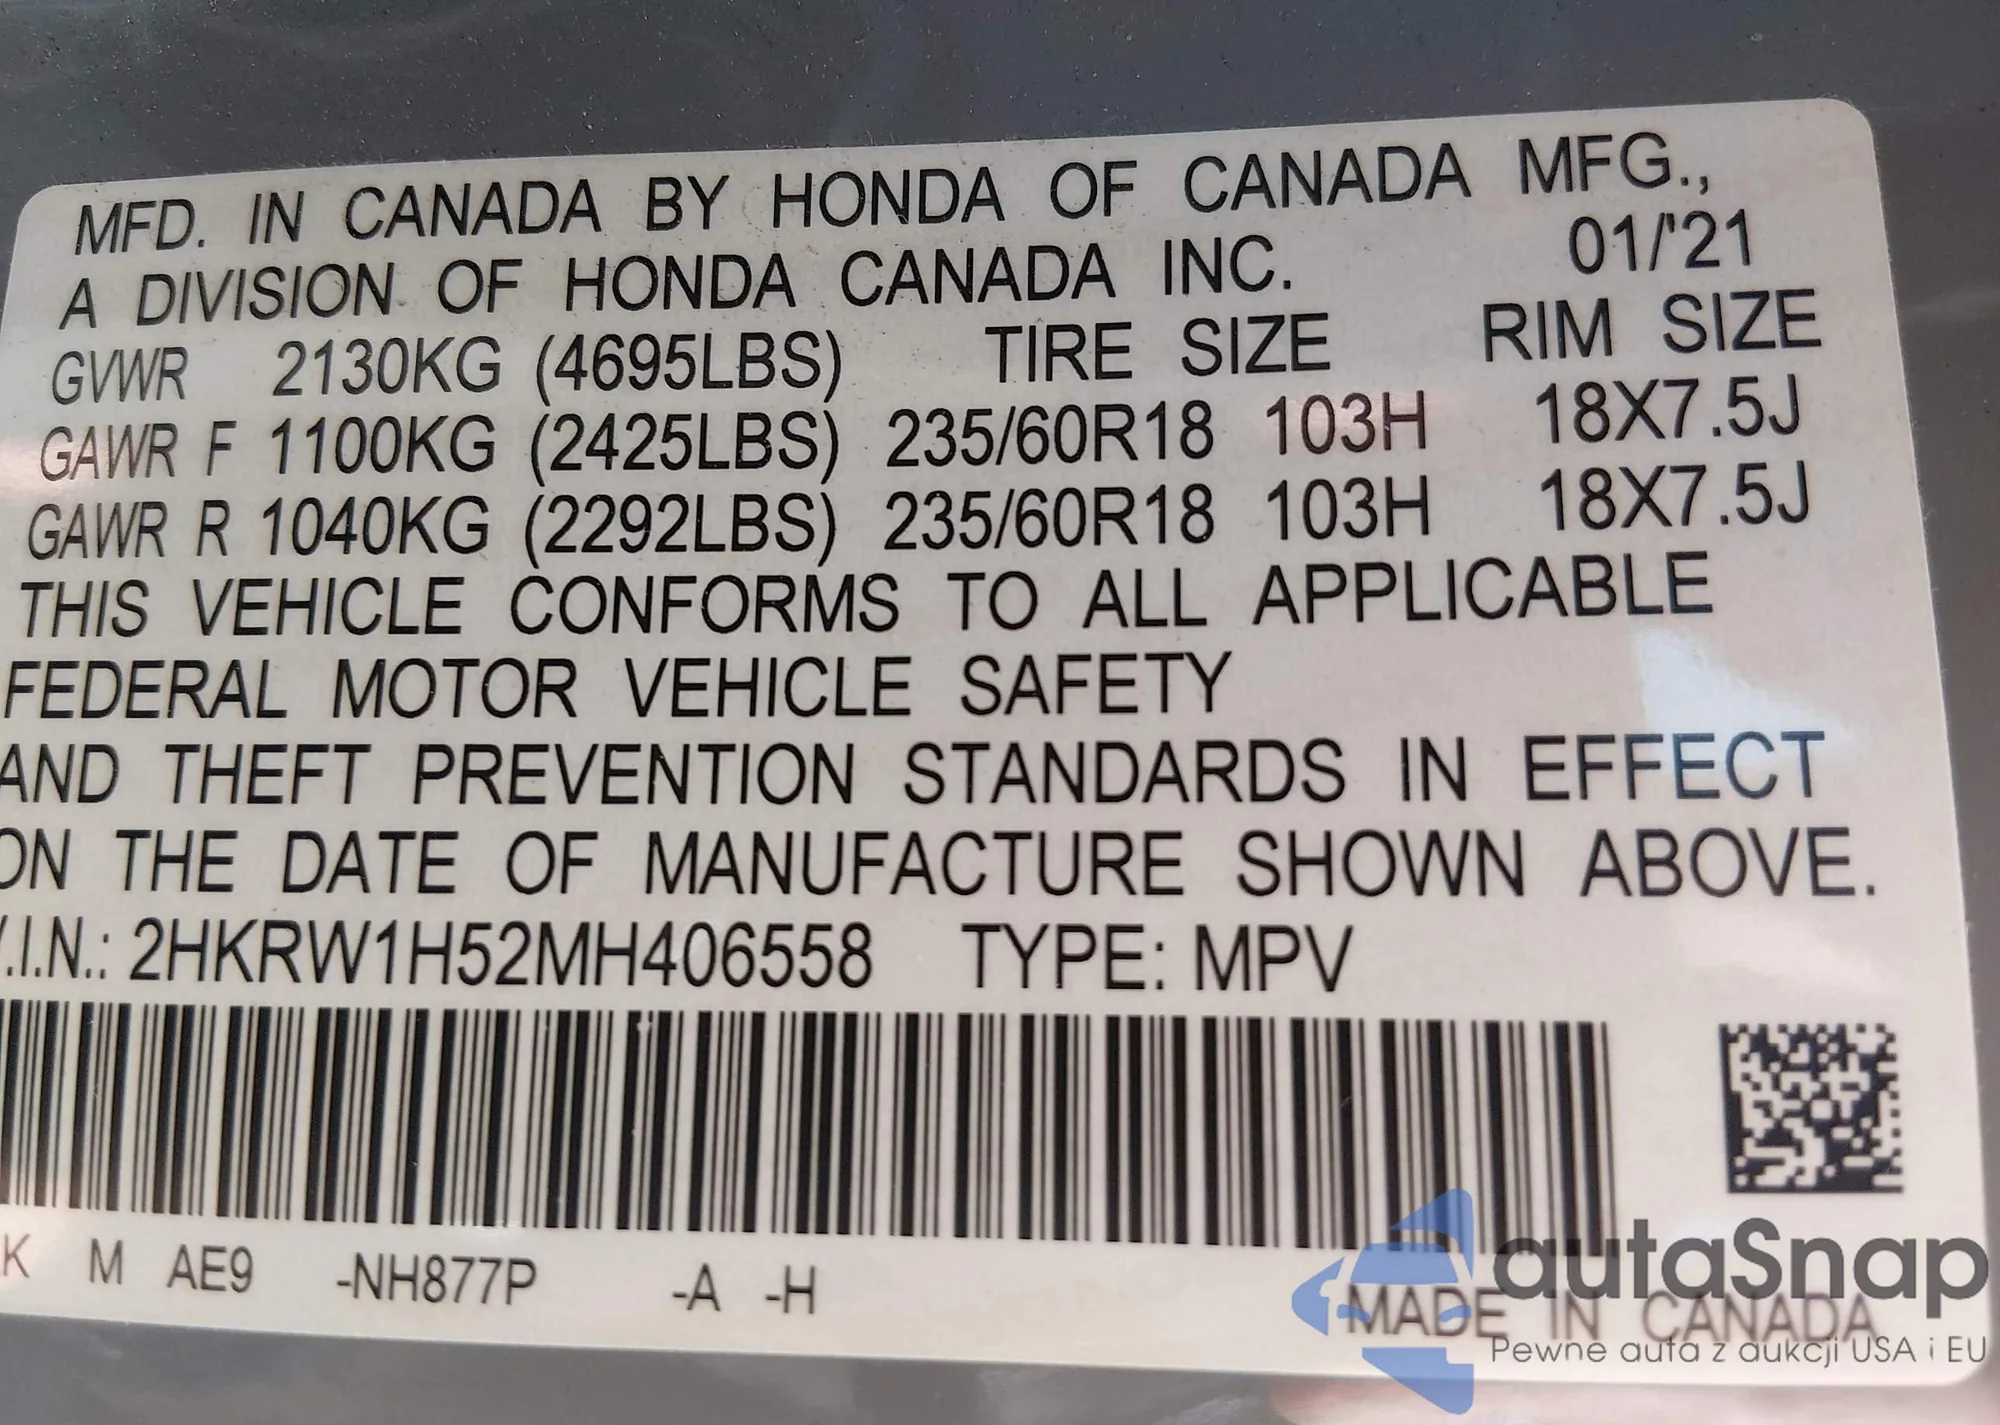 MFD. IN CANADA BY HONDA OF CANADA MFG.,
A DIVISION OF HONDA CANADA INC. 01/'21
GVWR 2130KG (4695LBS) TIRE SIZE RIM SIZE
GAWR F 1100KG (2425LBS) 235/60R18 103H 18X7.5J
GAWR R 1040KG (2292LBS) 235/60R18 103H 18X7.5J
THIS VEHICLE CONFORMS TO ALL APPLICABLE
FEDERAL MOTOR VEHICLE SAFETY
AND THEFT PREVENTION STANDARDS IN EFFECT
ON THE DATE OF MANUFACTURE SHOWN ABOVE.
V.I.N.: 2HKRW1H52MH406558 TYPE: MPV
K M AE9 -NH877P -A -H
MADE IN CANADA
autaSnap
Pewne auta z aukcji USA i EU